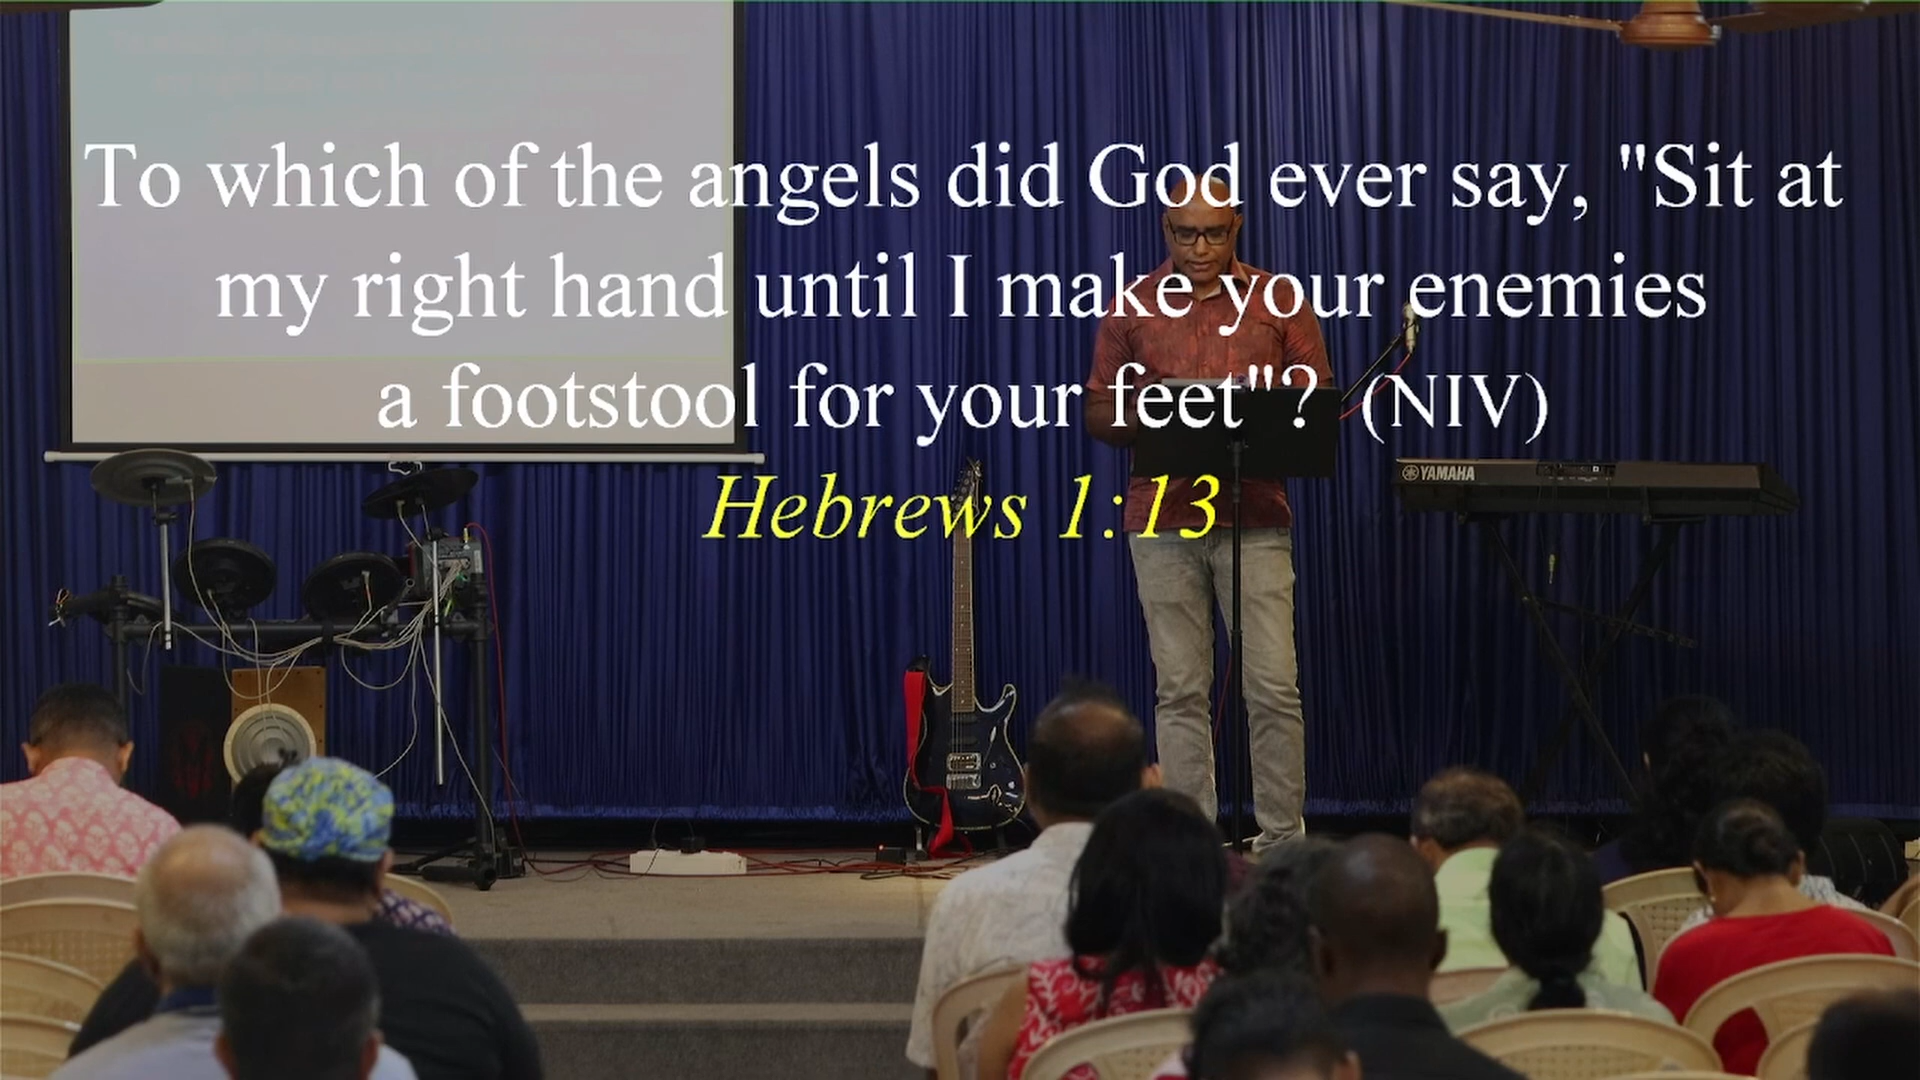 To which of the angels did God ever say, "Sit at
my right hand until I make your enemies
a footstool for your feet"? (NIV)
Hebrews 1:13
YAMAHA